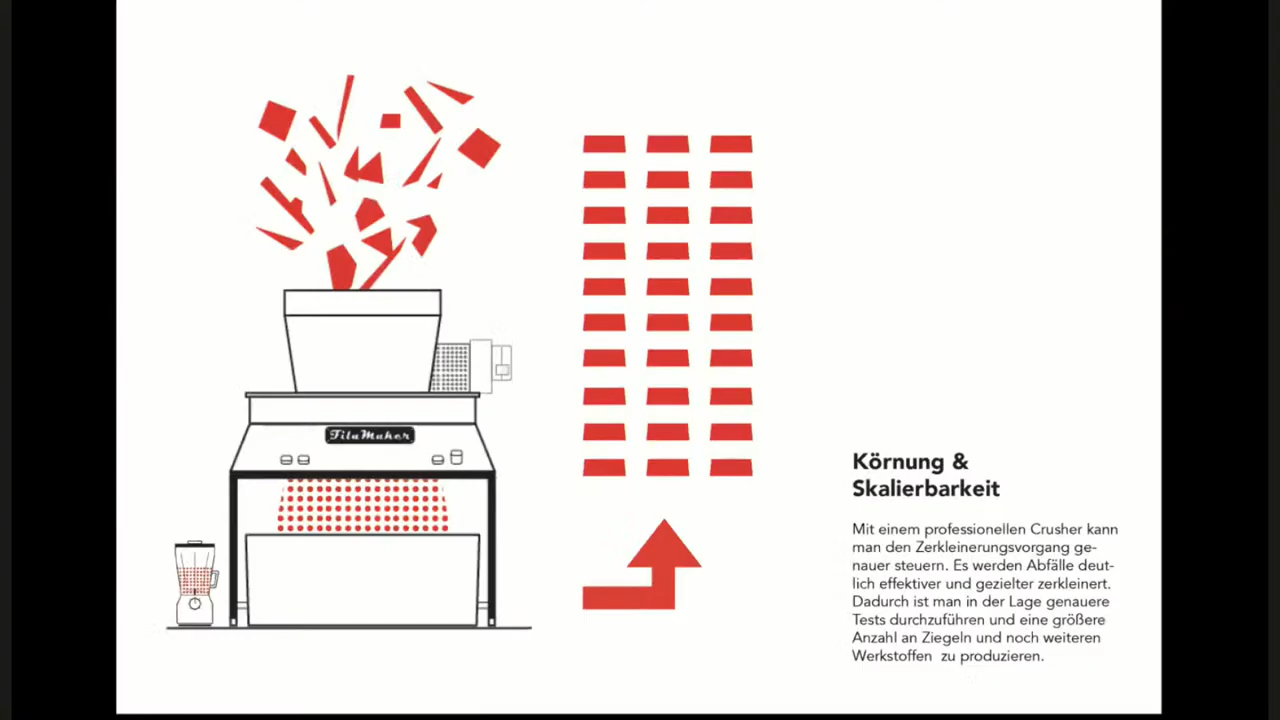 FilaMaker
Körnung &
Skalierbarkeit
Mit einem professionellen Crusher kann
man den Zerkleinerungsvorgang ge-
nauer steuern. Es werden Abfälle deut-
lich effektiver und gezielter zerkleinert.
Dadurch ist man in der Lage genauere
Tests durchzuführen und eine größere
Anzahl an Ziegeln und noch weiteren
Werkstoffen  zu produzieren.